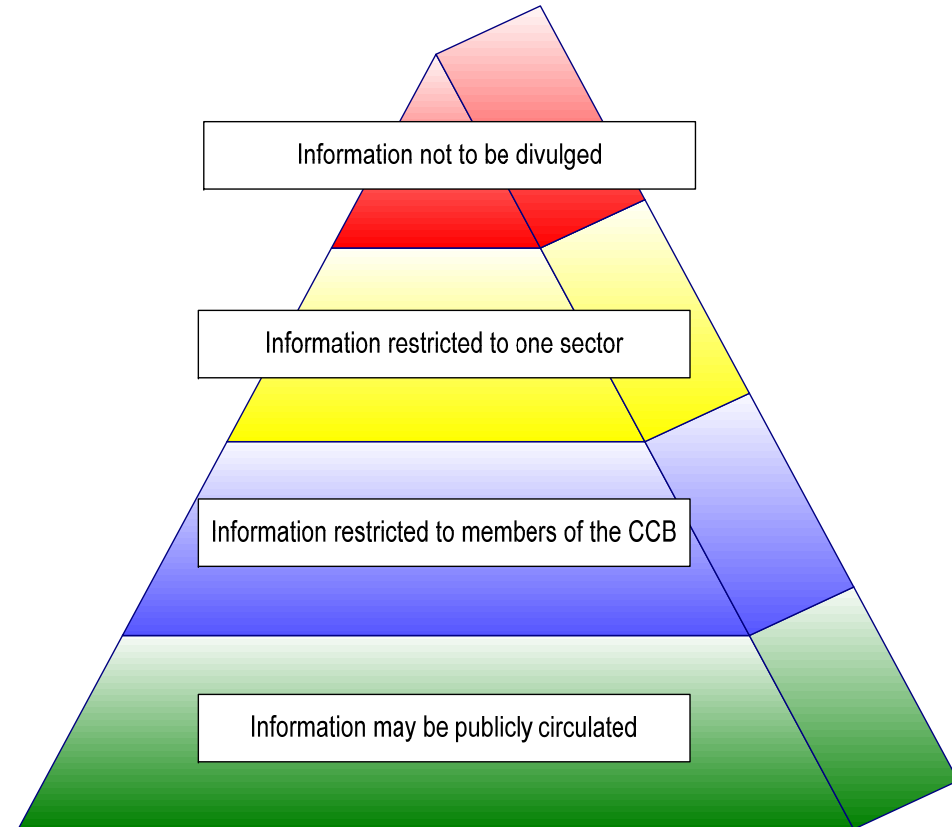 Information not to be divulged
Information restricted to one sector
Information restricted to members of the CCB
Information may be publicly circulated